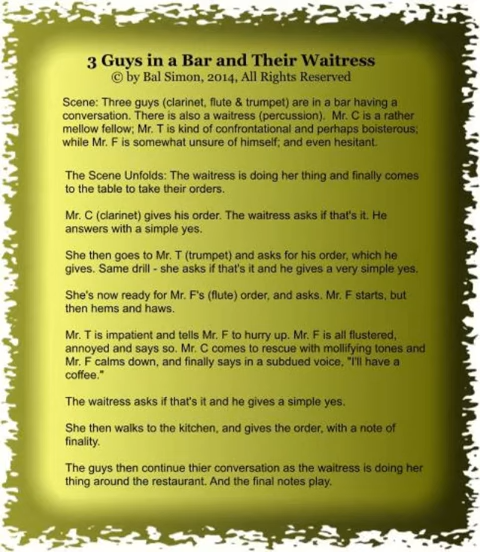 3 Guys in a Bar and Their Waitress
© by Bal Simon, 2014, All Rights Reserved
Scene: Three guys (clarinet, flute & trumpet) are in a bar having a
conversation. There is also a waitress (percussion).  Mr. C is a rather
mellow fellow; Mr. T is kind of confrontational and perhaps boisterous;
while Mr. F is somewhat unsure of himself; and even hesitant.
The Scene Unfolds: The waitress is doing her thing and finally comes
to the table to take their orders.
Mr. C (clarinet) gives his order. The waitress asks if that's it. He
answers with a simple yes.
She then goes to Mr. T (trumpet) and asks for his order, which he
gives. Same drill - she asks if that's it and he gives a very simple yes.
She's now ready for Mr. F's (flute) order, and asks. Mr. F starts, but
then hems and haws.
Mr. T is impatient and tells Mr. F to hurry up. Mr. F is all flustered,
annoyed and says so. Mr. C comes to rescue with mollifying tones and
Mr. F calms down, and finally says in a subdued voice, "I'll have a
coffee."
The waitress asks if that's it and he gives a simple yes.
She then walks to the kitchen, and gives the order, with a note of
finality.
The guys then continue thier conversation as the waitress is doing her
thing around the restaurant. And the final notes play.